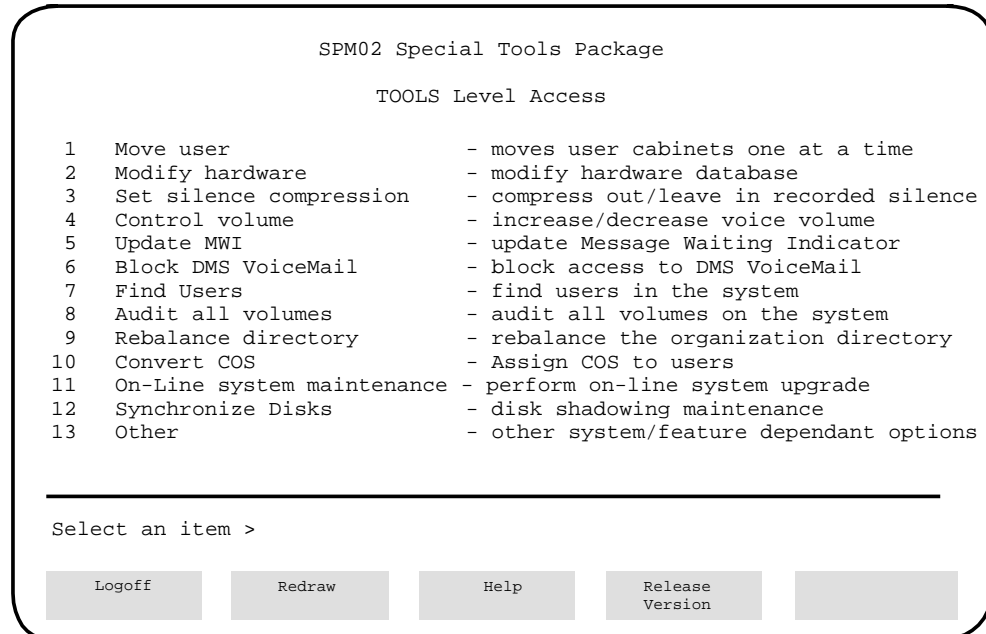 SPM02 Special Tools Package
TOOLS Level Access
1 Move user - moves user cabinets one at a time
2 Modify hardware - modify hardware database
3 Set silence compression - compress out/leave in recorded silence
4 Control volume - increase/decrease voice volume
5 Update MWI - update Message Waiting Indicator
6 Block DMS VoiceMail - block access to DMS VoiceMail
7 Find Users - find users in the system
8 Audit all volumes - audit all volumes on the system
9 Rebalance directory - rebalance the organization directory
10 Convert COS - Assign COS to users
11 On-Line system maintenance - perform on-line system upgrade
12 Synchronize Disks - disk shadowing maintenance
13 Other - other system/feature dependant options
Select an item >
Logoff Redraw Help Release
Version